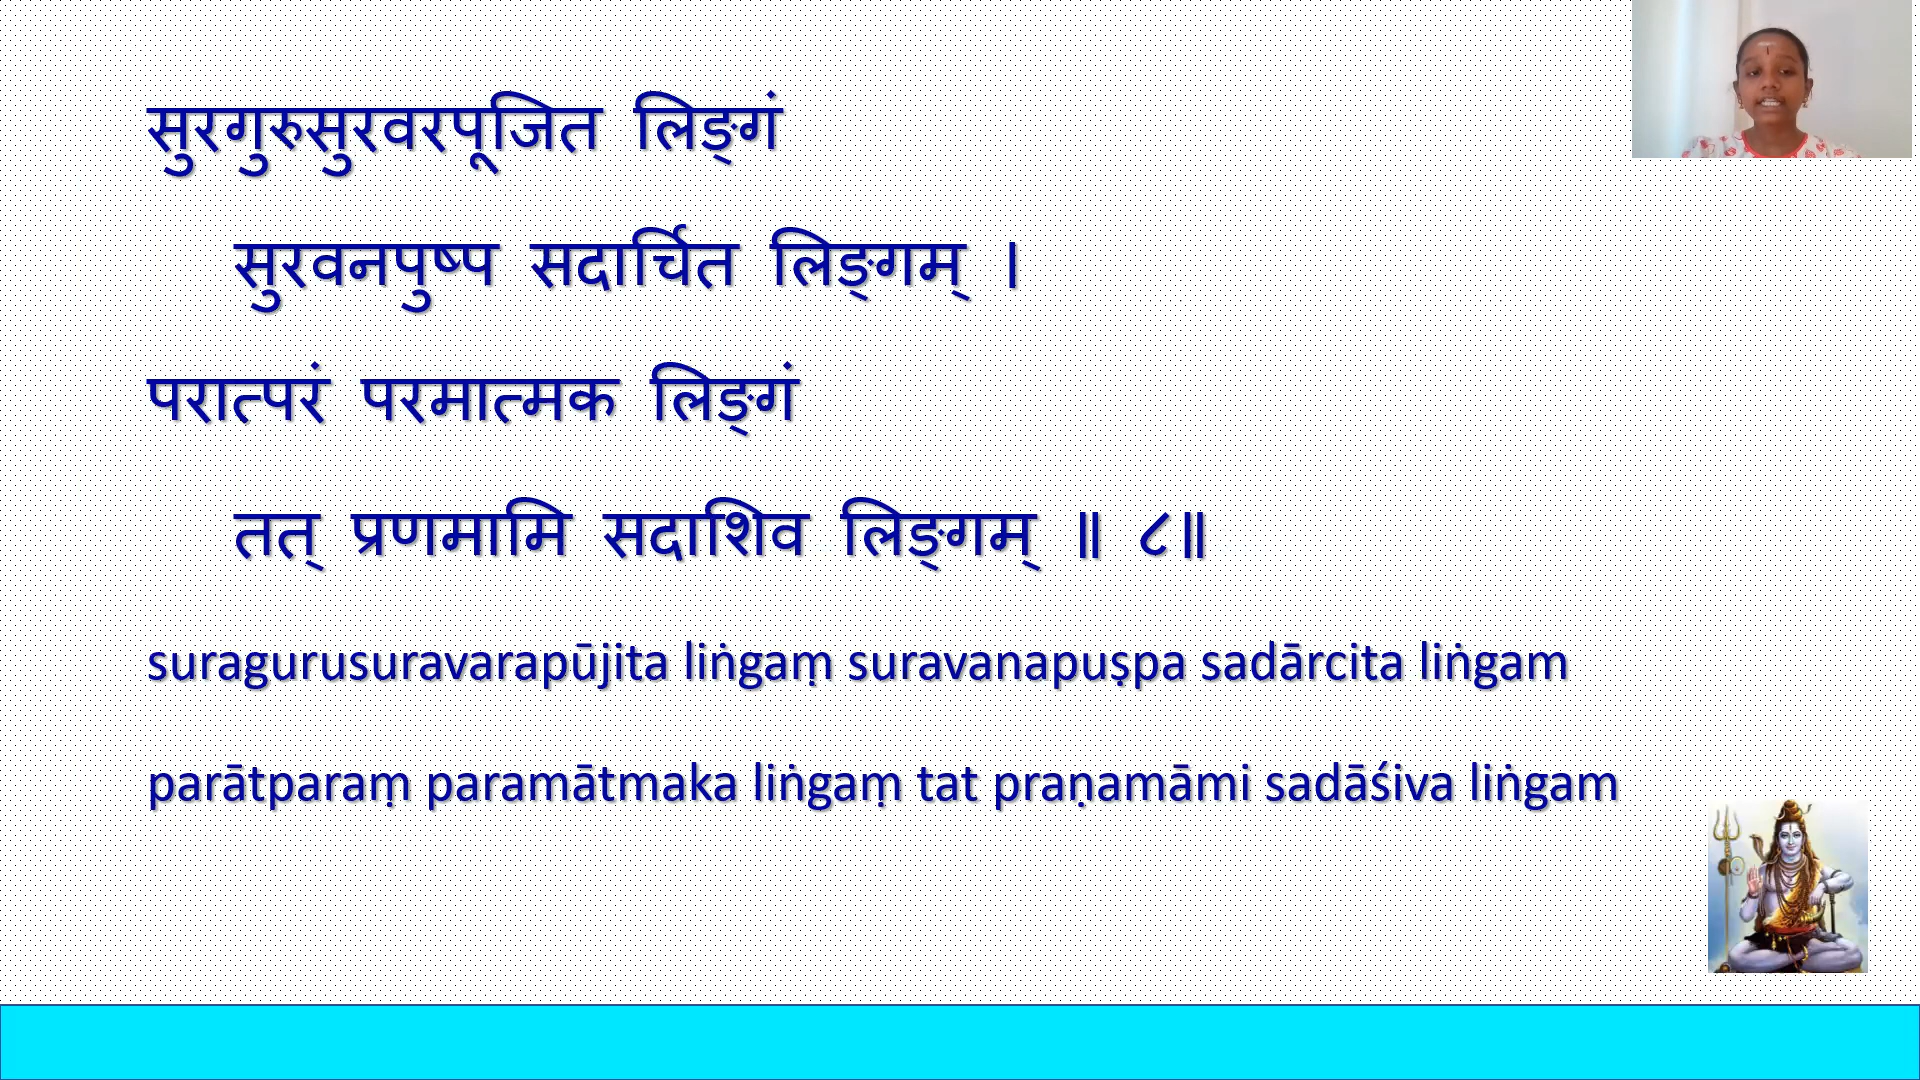 सुरगुरुसुरवरपूजित लिङ्गं
सुरवनपुष्प सदार्चित लिङ्गम् ।
परात्परं परमात्मक लिङ्गं
तत् प्रणमामि सदाशिव लिङ्गम् ॥ ८॥
suragurusuravarapūjita liṅgaṃ suravanapuṣpa sadārcita liṅgam
parātparaṃ paramātmaka liṅgaṃ tat praṇamāmi sadāśiva liṅgam